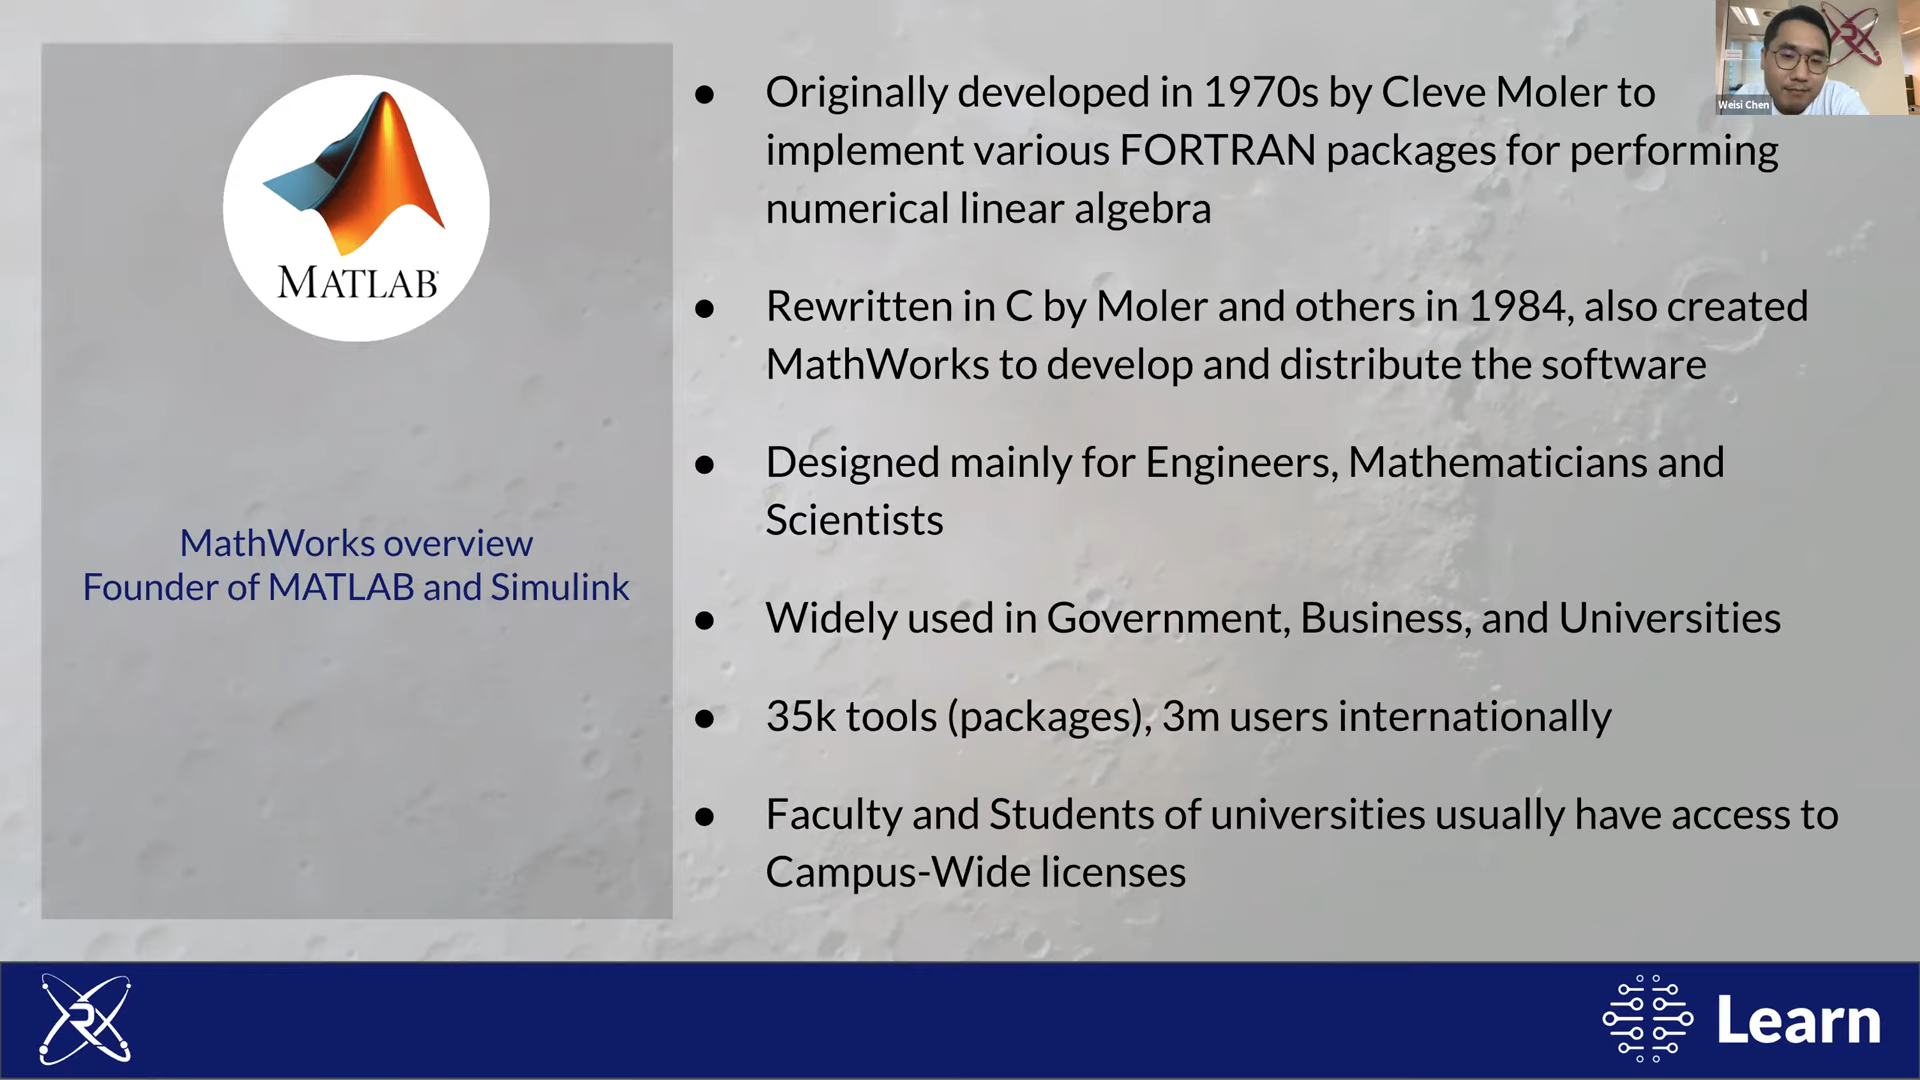 MATLAB
MathWorks overview
Founder of MATLAB and Simulink
● Originally developed in 1970s by Cleve Moler to
implement various FORTRAN packages for performing
numerical linear algebra
● Rewritten in C by Moler and others in 1984, also created
MathWorks to develop and distribute the software
● Designed mainly for Engineers, Mathematicians and
Scientists
● Widely used in Government, Business, and Universities
● 35k tools (packages), 3m users internationally
● Faculty and Students of universities usually have access to
Campus-Wide licenses
Weisi Chen
R
Learn